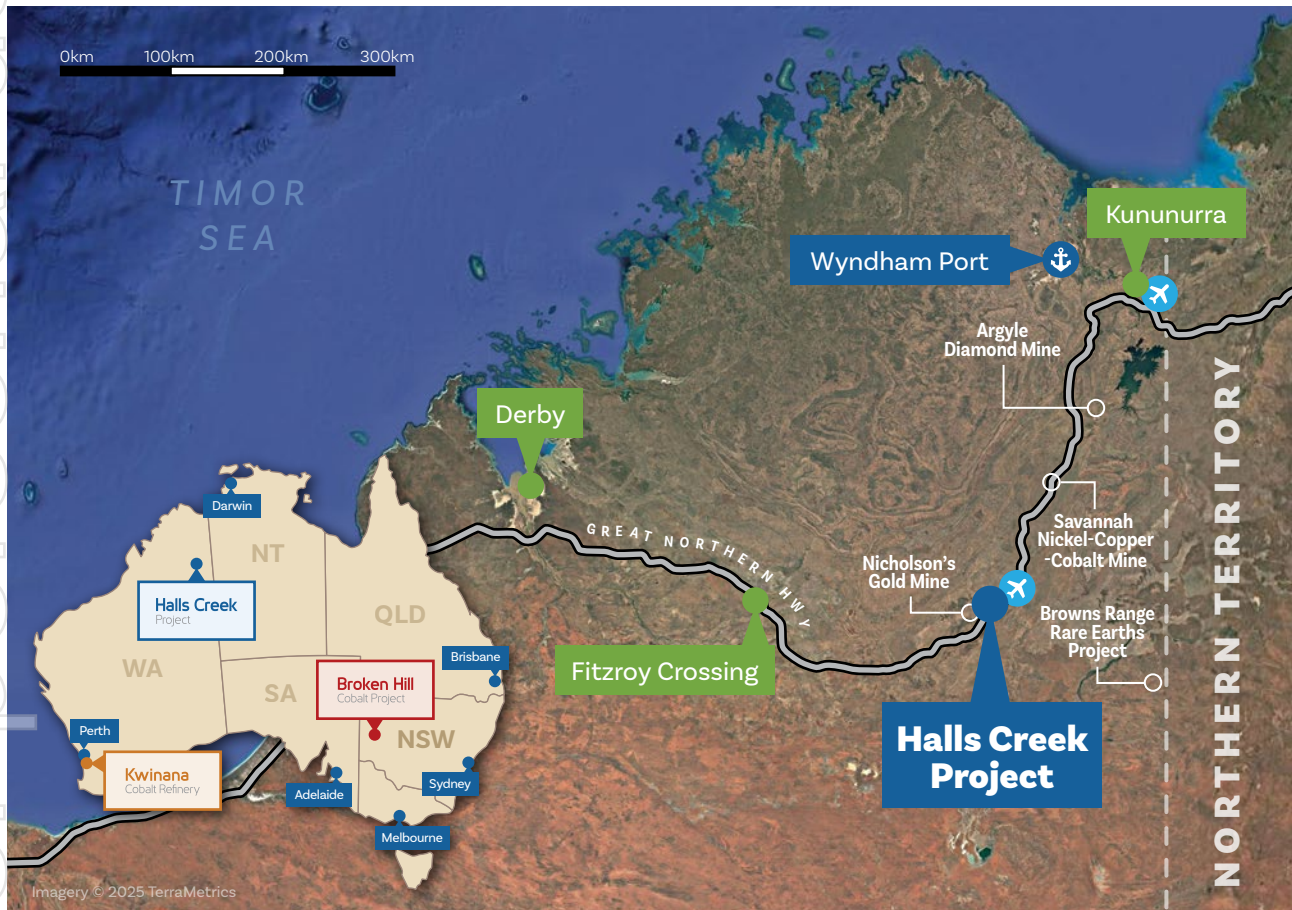 0km 100km 200km 300km
TIMOR
SEA
Kununurra
Wyndham Port
Argyle
Diamond Mine
Derby
GREAT NORTHERN HWY
Savannah
Nickel-Copper
-Cobalt Mine
Nicholson's
Gold Mine
Browns Range
Rare Earths
Project
Fitzroy Crossing
Halls Creek
Project
NORTHERN TERRITORY
Darwin
NT
Halls Creek
Project
QLD
WA
Brisbane
SA
Broken Hill
Cobalt Project
NSW
Perth
Kwinana
Cobalt Refinery
Adelaide
Sydney
Melbourne
Imagery © 2025 TerraMetrics